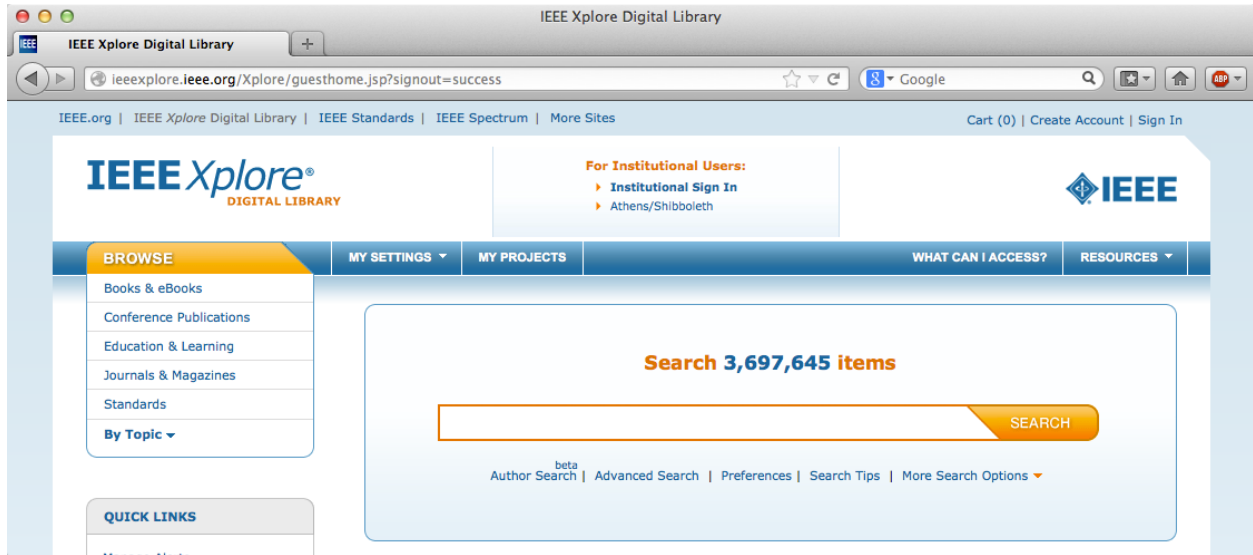 IEEE Xplore Digital Library
IEEE IEEE Xplore Digital Library +
ieeexplore.ieee.org/Xplore/guesthome.jsp?signout=success
8 Google
ABP
IEEE.org | IEEE Xplore Digital Library | IEEE Standards | IEEE Spectrum | More Sites
Cart (0) | Create Account | Sign In
IEEE Xplore®
DIGITAL LIBRARY
For Institutional Users:
Institutional Sign In
Athens/Shibboleth
IEEE
BROWSE
MY SETTINGS
MY PROJECTS
WHAT CAN I ACCESS?
RESOURCES
Books & eBooks
Conference Publications
Education & Learning
Journals & Magazines
Standards
By Topic
Search 3,697,645 items
SEARCH
beta
Author Search | Advanced Search | Preferences | Search Tips | More Search Options
QUICK LINKS